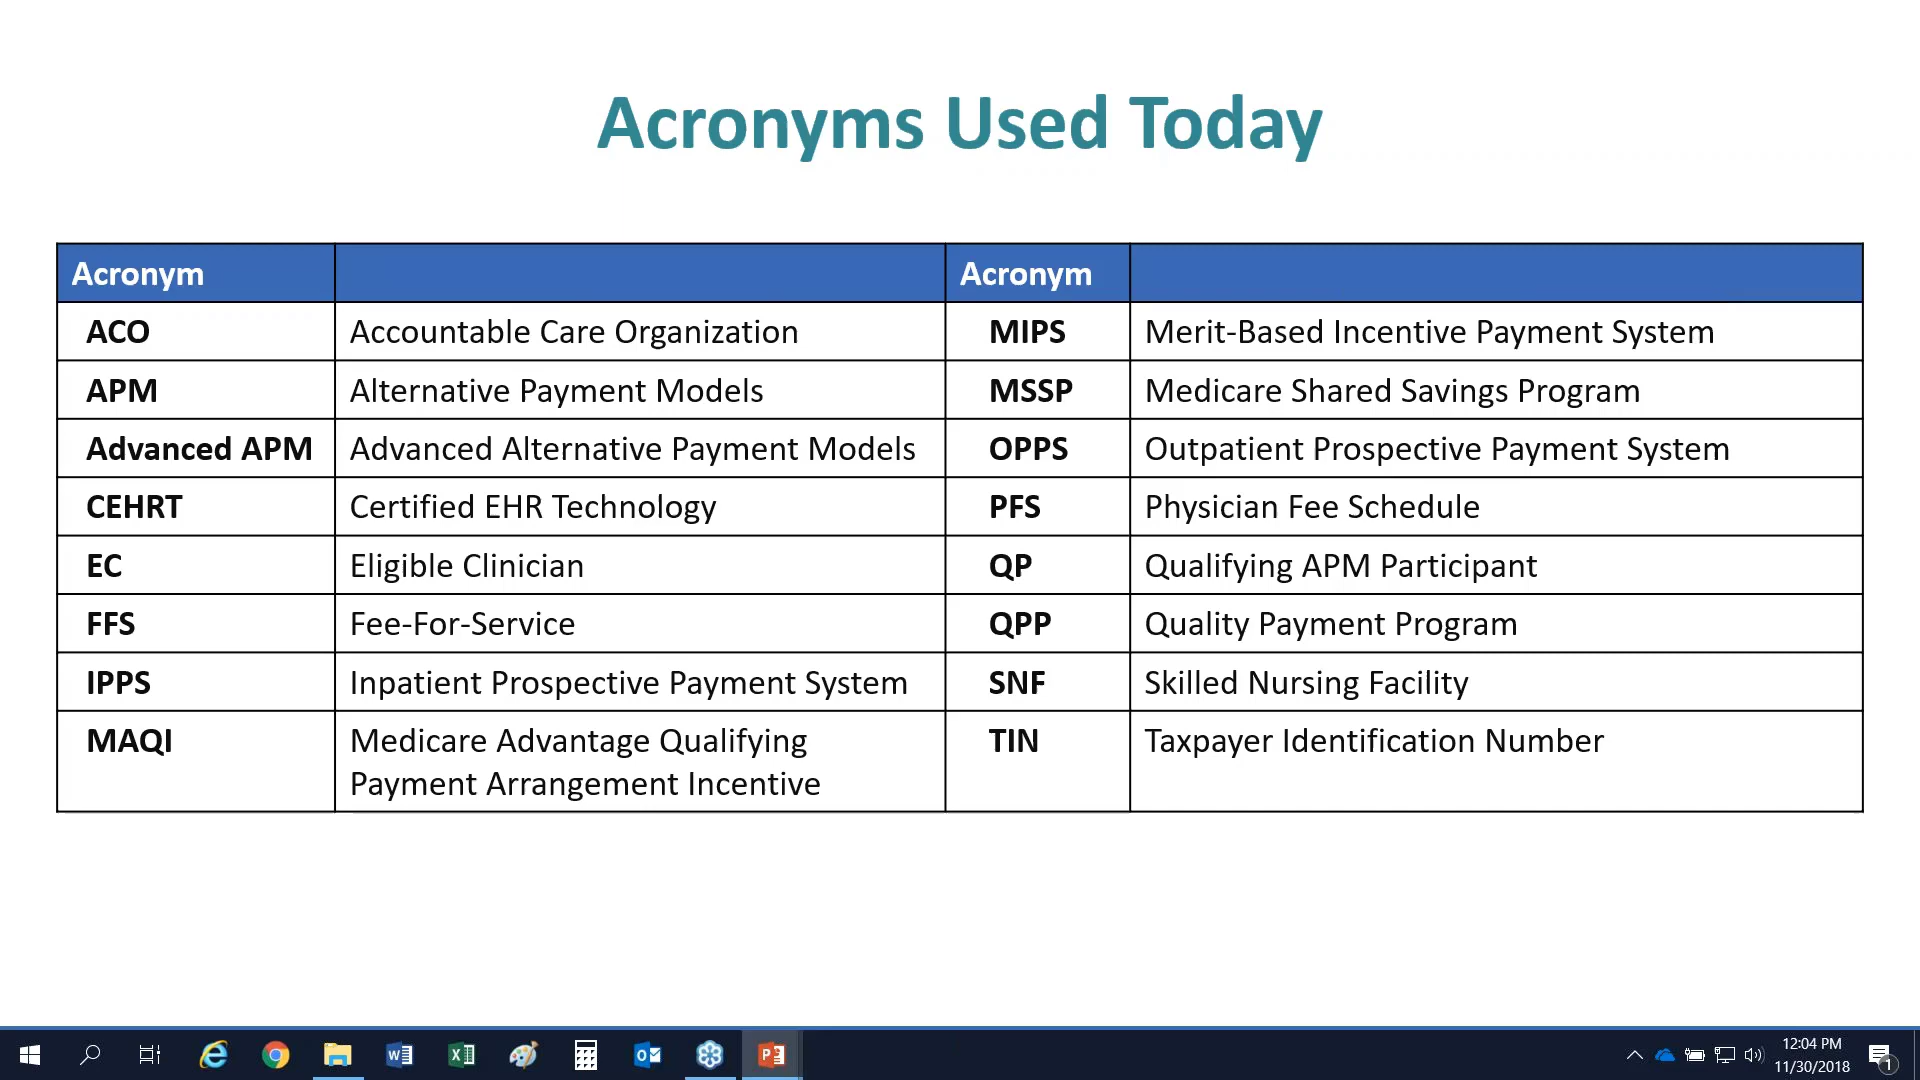 Acronyms Used Today
Acronym Acronym
ACO Accountable Care Organization MIPS Merit-Based Incentive Payment System
APM Alternative Payment Models MSSP Medicare Shared Savings Program
Advanced APM Advanced Alternative Payment Models OPPS Outpatient Prospective Payment System
CEHRT Certified EHR Technology PFS Physician Fee Schedule
EC Eligible Clinician QP Qualifying APM Participant
FFS Fee-For-Service QPP Quality Payment Program
IPPS Inpatient Prospective Payment System SNF Skilled Nursing Facility
MAQI Medicare Advantage Qualifying TIN Taxpayer Identification Number
Payment Arrangement Incentive
12:04 PM
11/30/2018
1